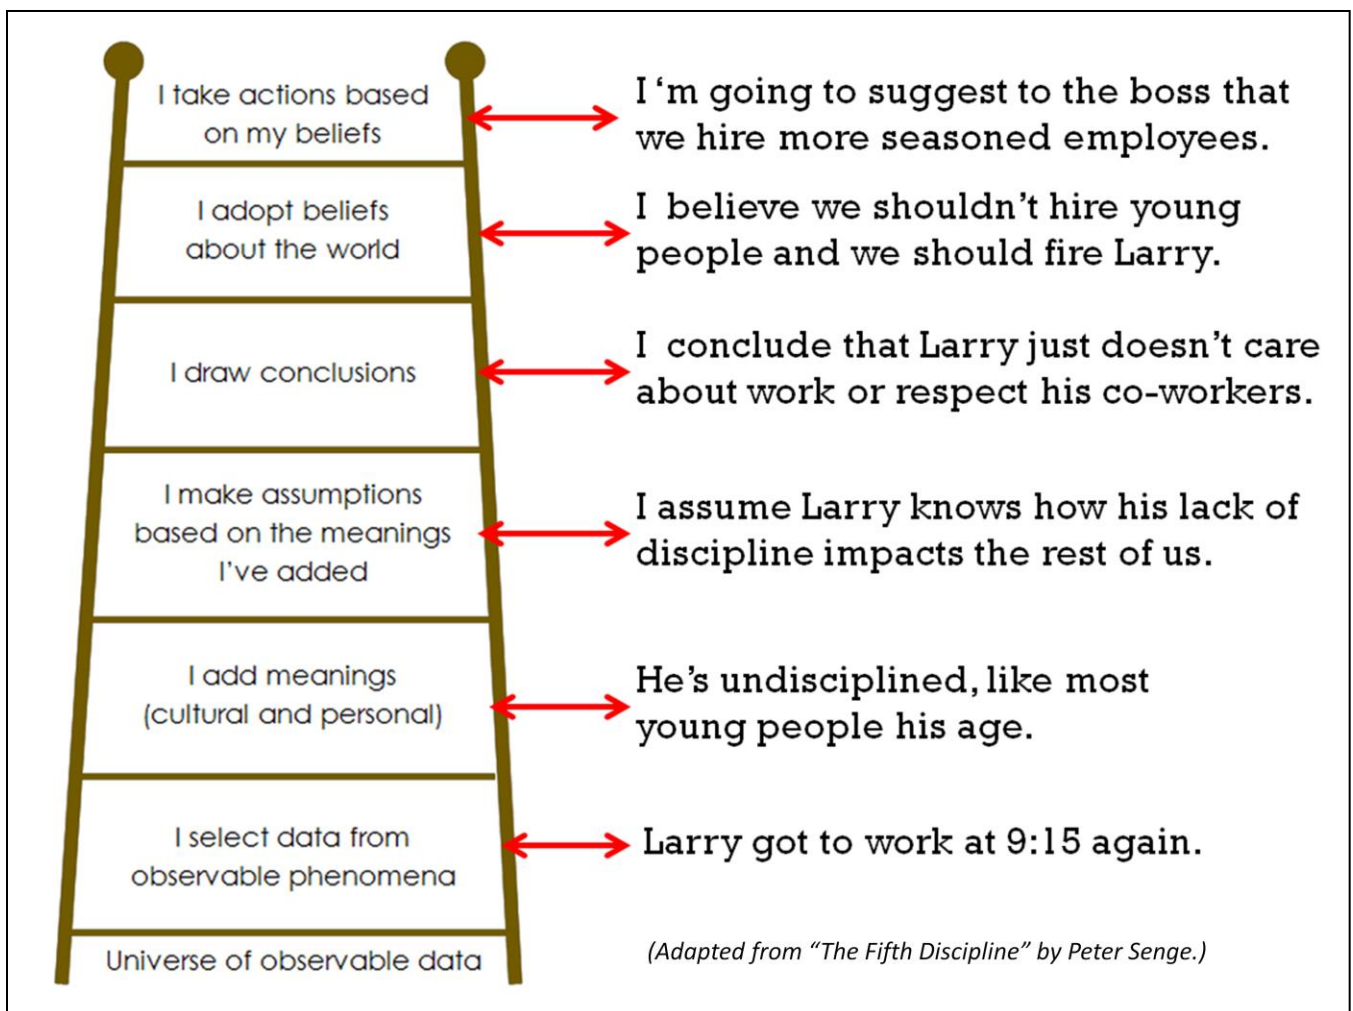 I take actions based
on my beliefs
I ‘m going to suggest to the boss that
we hire more seasoned employees.
I adopt beliefs
about the world
I believe we shouldn’t hire young
people and we should fire Larry.
I draw conclusions
I conclude that Larry just doesn’t care
about work or respect his co-workers.
I make assumptions
based on the meanings
I’ve added
I assume Larry knows how his lack of
discipline impacts the rest of us.
I add meanings
(cultural and personal)
He’s undisciplined, like most
young people his age.
I select data from
observable phenomena
Larry got to work at 9:15 again.
Universe of observable data
(Adapted from “The Fifth Discipline” by Peter Senge.)